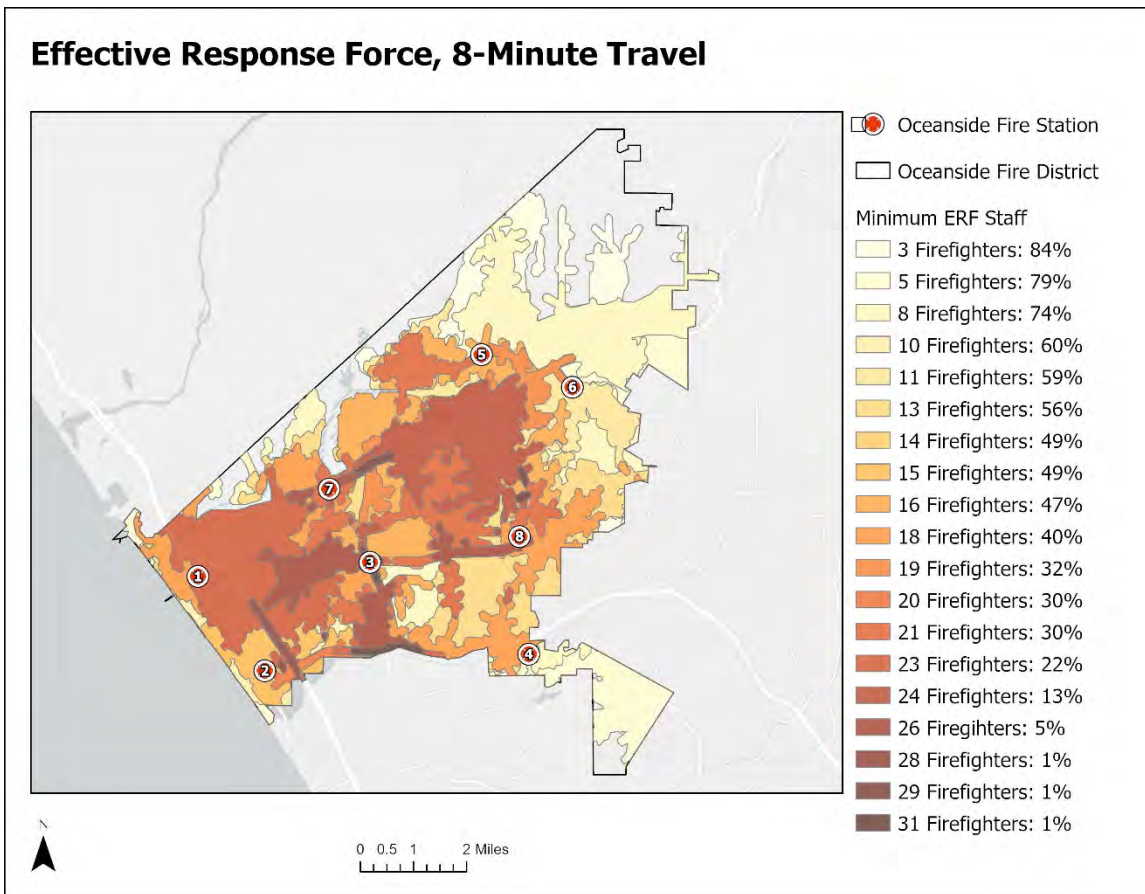 Effective Response Force, 8-Minute Travel
Oceanside Fire Station
Oceanside Fire District
Minimum ERF Staff
3 Firefighters: 84%
5 Firefighters: 79%
8 Firefighters: 74%
10 Firefighters: 60%
11 Firefighters: 59%
13 Firefighters: 56%
14 Firefighters: 49%
15 Firefighters: 49%
16 Firefighters: 47%
18 Firefighters: 40%
19 Firefighters: 32%
20 Firefighters: 30%
21 Firefighters: 30%
23 Firefighters: 22%
24 Firefighters: 13%
26 Firegihters: 5%
28 Firefighters: 1%
29 Firefighters: 1%
31 Firefighters: 1%
5
6
7
8
3
1
4
2
N
0 0.5 1 2 Miles